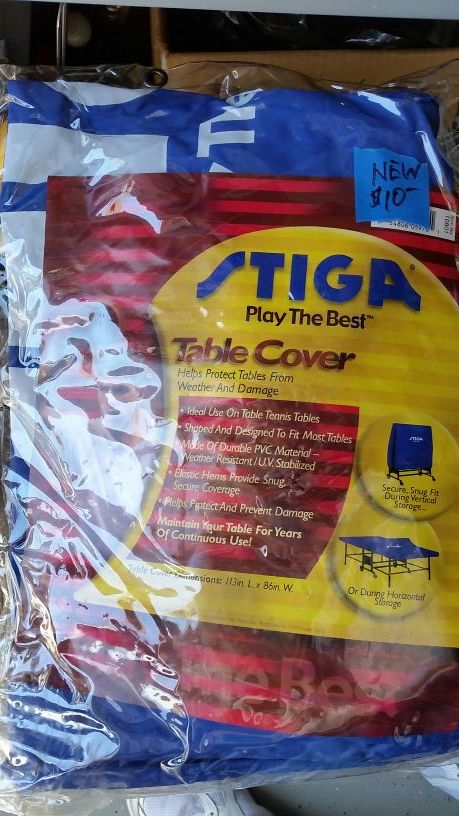 NEW
$10-
STIGA®
Play The Best™
Table Cover
Helps Protect Tables From
Weather And Damage
• Ideal Use On Table Tennis Tables
• Shaped And Designed To Fit Most Tables
• Made Of Durable PVC Material –
Weather Resistant / U.V. Stabilized
• Elastic Hems Provide Snug,
Secure Coverage
• Helps Protect And Prevent Damage
Maintain Your Table For Years
Of Continuous Use!
Secure, Snug Fit
During Vertical
Storage...
Or During Horizontal
Storage
Table Cover Dimensions: 113in. L. x 86in. W.
The Best